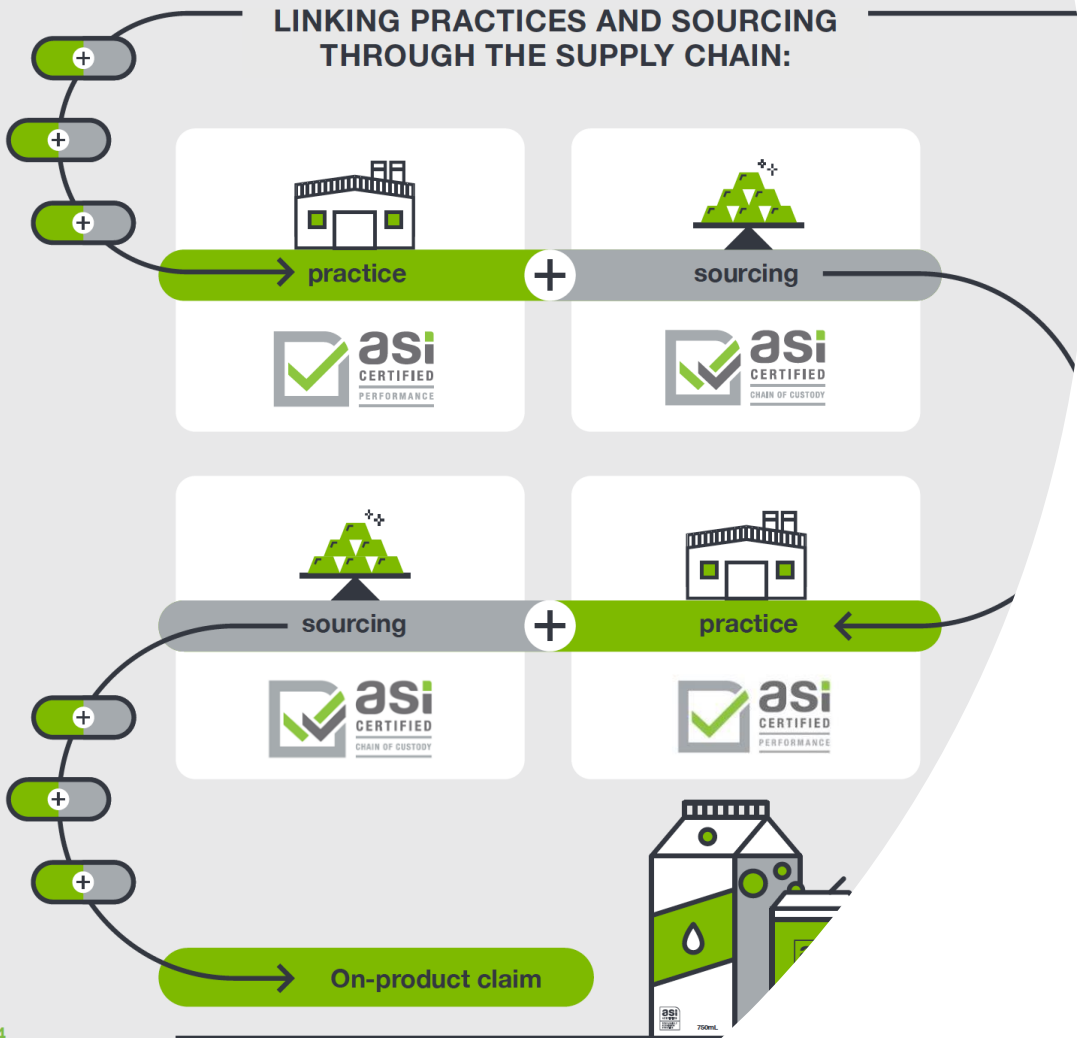 LINKING PRACTICES AND SOURCING
THROUGH THE SUPPLY CHAIN:
practice
sourcing
asi
CERTIFIED
PERFORMANCE
asi
CERTIFIED
CHAIN OF CUSTODY
sourcing
practice
asi
CERTIFIED
CHAIN OF CUSTODY
asi
CERTIFIED
PERFORMANCE
On-product claim
asi
750mL